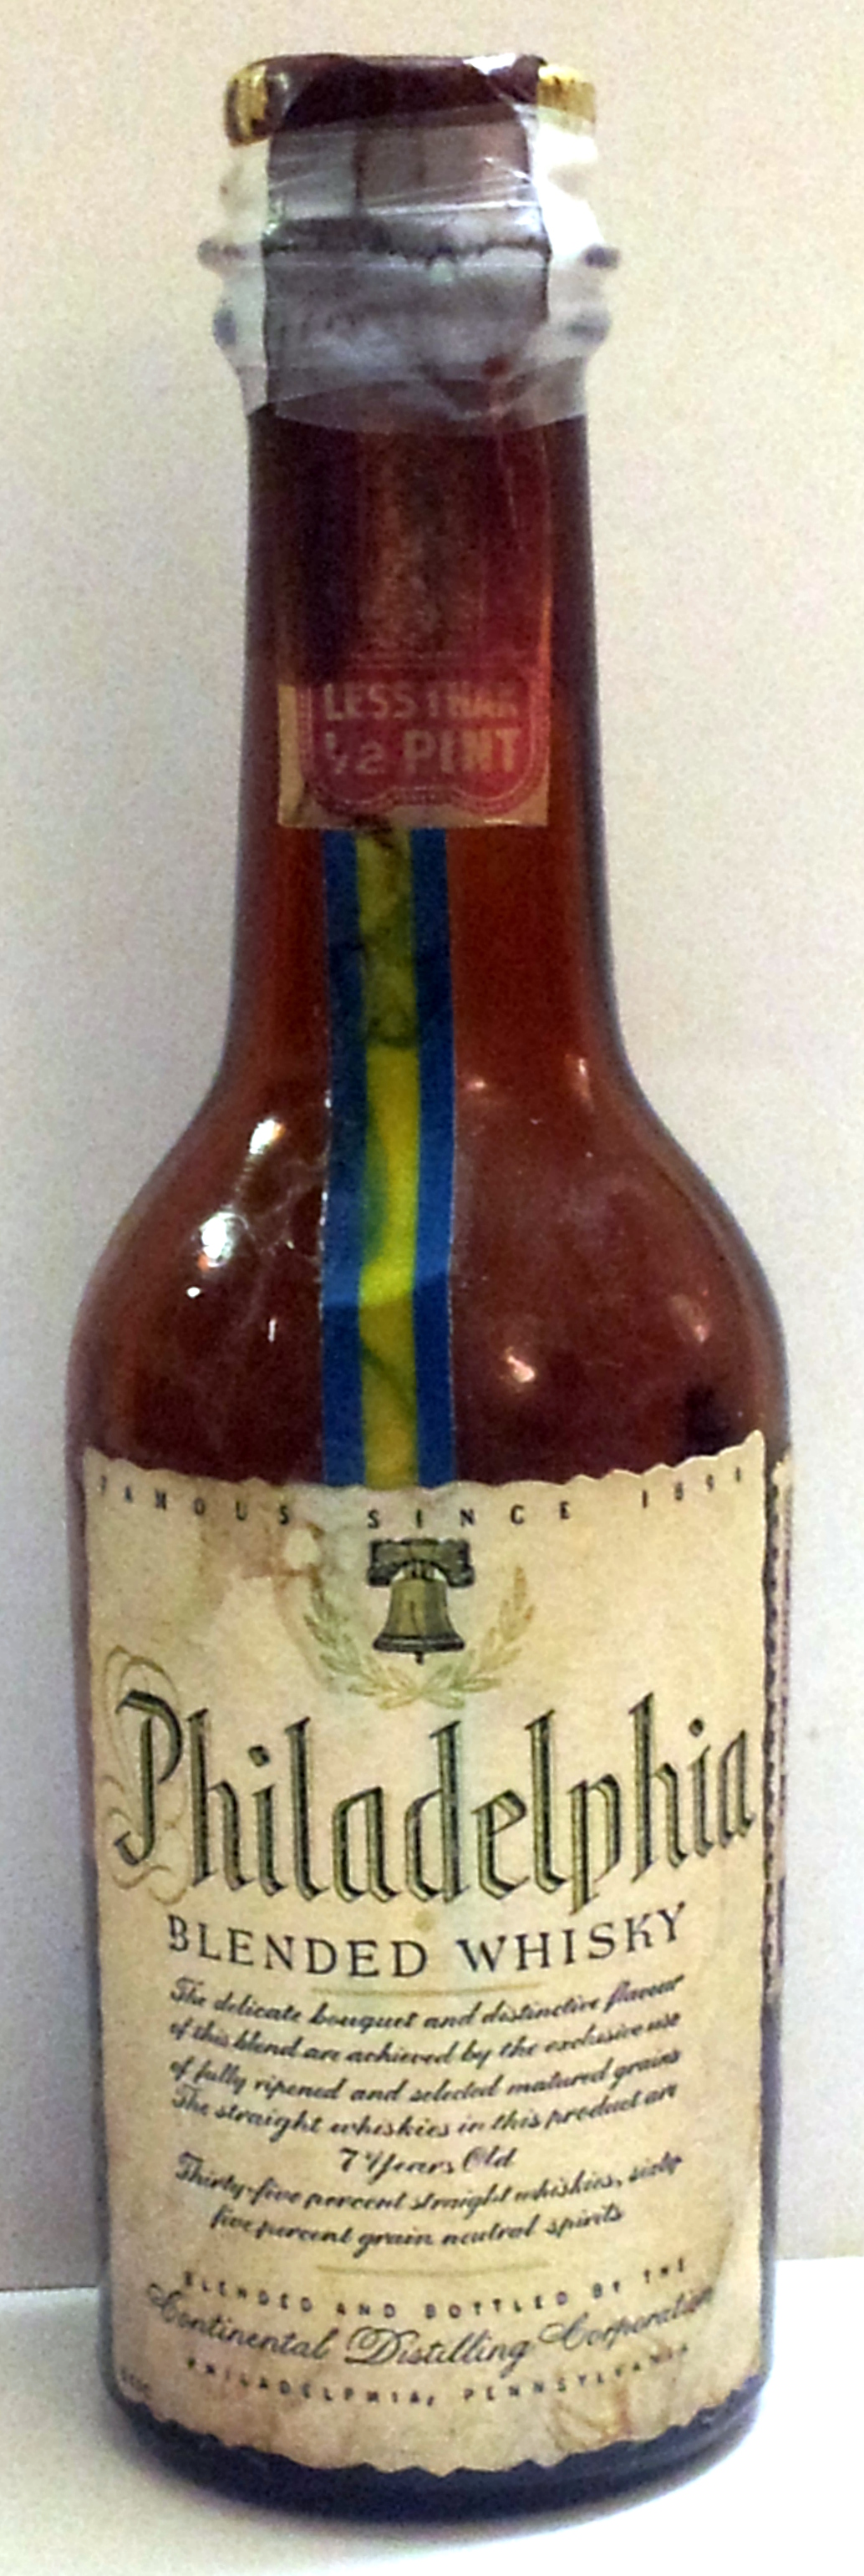 LESS THAN
1/2 PINT
FAMOUS SINCE 1894
Philadelphia
BLENDED WHISKY
The delicate bouquet and distinctive flavour
of this blend are achieved by the exclusive use
of fully ripened and selected matured grains
The straight whiskies in this product are
7 Years Old
Thirty-five percent straight whiskies, sixty
five percent grain neutral spirits
BLENDED AND BOTTLED BY THE
Continental Distilling Corporation
PHILADELPHIA, PENNSYLVANIA